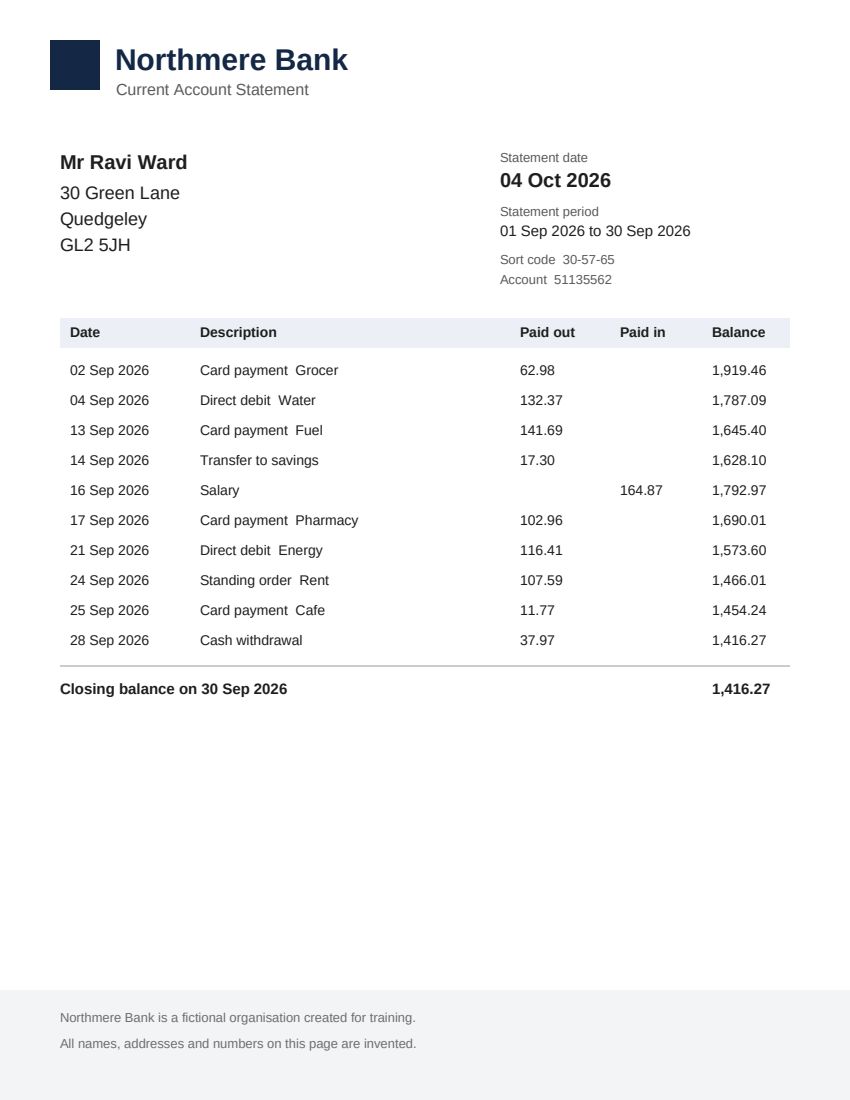 Northmere Bank
Current Account Statement
Mr Ravi Ward
30 Green Lane
Quedgeley
GL2 5JH
Statement date
04 Oct 2026
Statement period
01 Sep 2026 to 30 Sep 2026
Sort code 30-57-65
Account 51135562
Date Description Paid out Paid in Balance
02 Sep 2026 Card payment Grocer 62.98 1,919.46
04 Sep 2026 Direct debit Water 132.37 1,787.09
13 Sep 2026 Card payment Fuel 141.69 1,645.40
14 Sep 2026 Transfer to savings 17.30 1,628.10
16 Sep 2026 Salary 164.87 1,792.97
17 Sep 2026 Card payment Pharmacy 102.96 1,690.01
21 Sep 2026 Direct debit Energy 116.41 1,573.60
24 Sep 2026 Standing order Rent 107.59 1,466.01
25 Sep 2026 Card payment Cafe 11.77 1,454.24
28 Sep 2026 Cash withdrawal 37.97 1,416.27
Closing balance on 30 Sep 2026 1,416.27
Northmere Bank is a fictional organisation created for training.
All names, addresses and numbers on this page are invented.